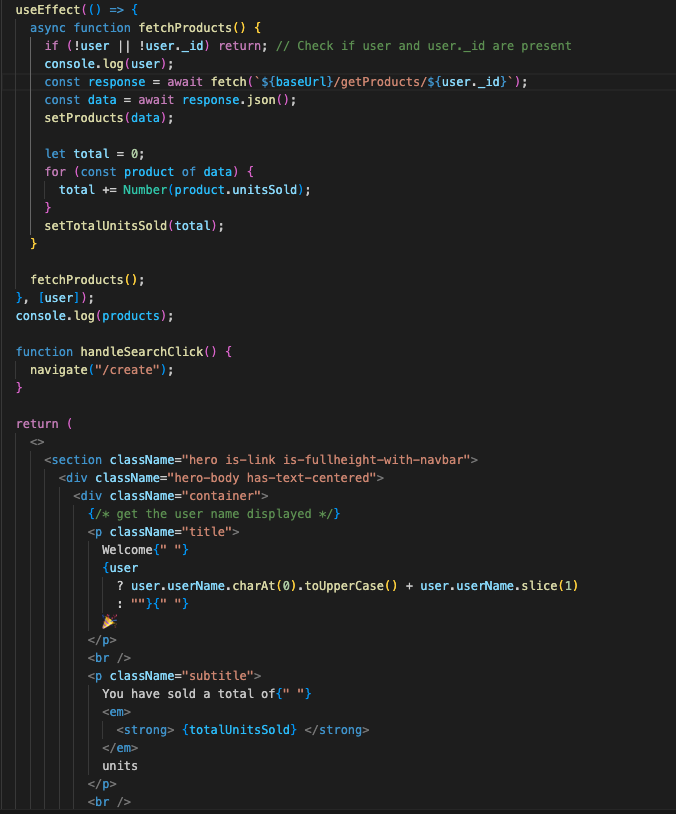 useEffect(() => {
  async function fetchProducts() {
    if (!user || !user._id) return; // Check if user and user._id are present
    console.log(user);
    const response = await fetch(`${baseUrl}/getProducts/${user._id}`);
    const data = await response.json();
    setProducts(data);

    let total = 0;
    for (const product of data) {
      total += Number(product.unitsSold);
    }
    setTotalUnitsSold(total);
  }

  fetchProducts();
}, [user]);
console.log(products);

function handleSearchClick() {
  navigate("/create");
}

return (
  <>
    <section className="hero is-link is-fullheight-with-navbar">
      <div className="hero-body has-text-centered">
        <div className="container">
          {/* get the user name displayed */}
          <p className="title">
            Welcome{" "}
            {user
              ? user.userName.charAt(0).toUpperCase() + user.userName.slice(1)
              : ""}{" "}
            🎉
          </p>
          <br />
          <p className="subtitle">
            You have sold a total of{" "}
            <em>
              <strong> {totalUnitsSold} </strong>
            </em>
            units
          </p>
          <br />